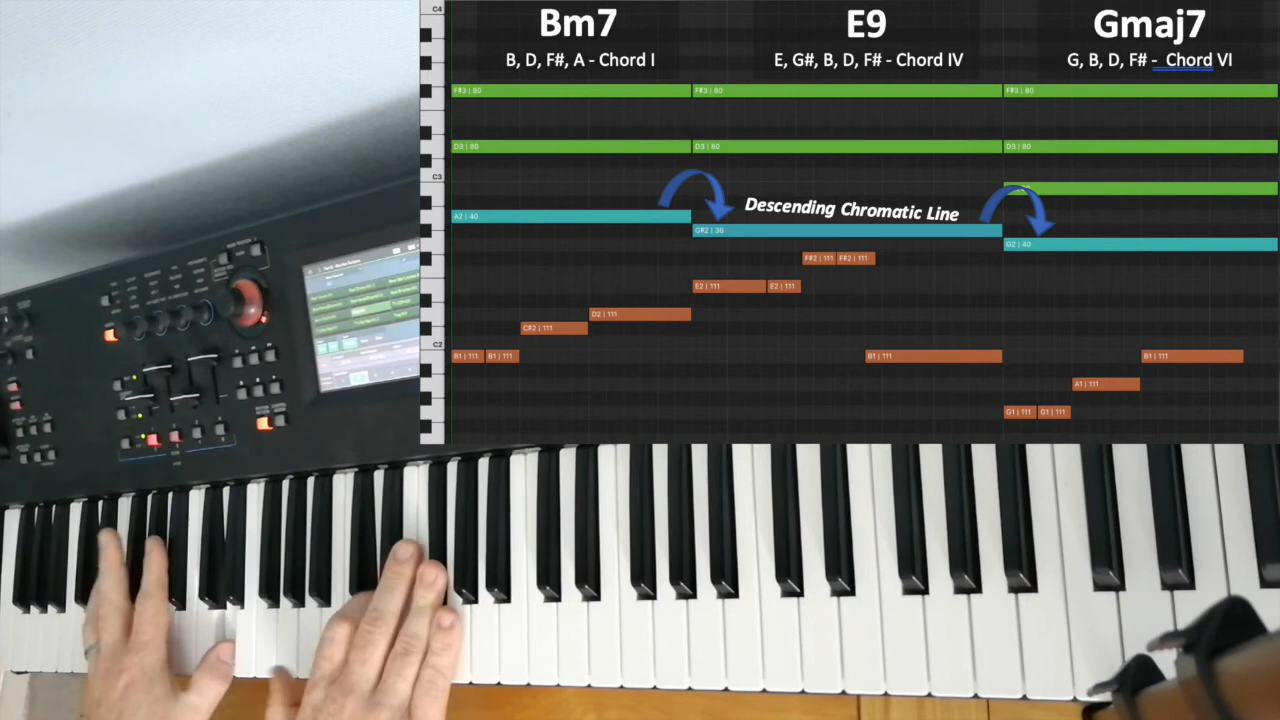 C4
Bm7
E9
Gmaj7
B, D, F#, A - Chord I
E, G#, B, D, F# - Chord IV
G, B, D, F# - Chord VI
F#3 | 80
F#3 | 80
F#3 | 80
D3 | 80
D3 | 80
D3 | 80
C3
A2 | 40
Descending Chromatic Line
G#2 | 36
G2 | 40
F#2 | 111
F#2 | 111
E2 | 111
E2 | 111
D2 | 111
C#2 | 111
C2
B1 | 111
B1 | 111
B1 | 111
B1 | 111
A1 | 111
G1 | 111
G1 | 111